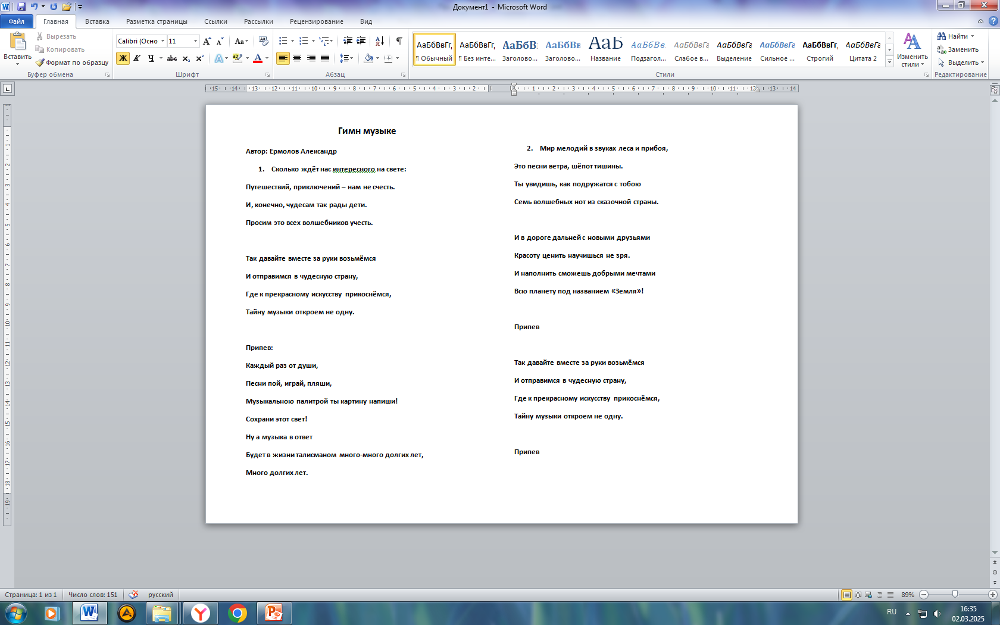 Документ1 - Microsoft Word
Файл
Главная
Вставка
Разметка страницы
Ссылки
Рассылки
Рецензирование
Вид
Вставить
Вырезать
Копировать
Формат по образцу
Буфер обмена
Calibri (Осно
11
Ж К Ч abc x₂ x²
Шрифт
Абзац
АаБбВвГг,
¶ Обычный
АаБбВвГг,
¶ Без инте...
АаБбВ
Заголово...
АаБбВв
Заголово...
АаБ
Название
АаБбВв.
Подзагол...
АаБбВвГг
Слабое в...
АаБбВвГг
Выделение
АаБбВвГг
Сильное ...
АаБбВвГг,
Строгий
АаБбВвГг
Цитата 2
Изменить
стили
Стили
Найти
Заменить
Выделить
Редактирование
Гимн музыке
Автор: Ермолов Александр
1. Сколько ждёт нас интересного на свете:
Путешествий, приключений – нам не счесть.
И, конечно, чудесам так рады дети.
Просим это всех волшебников учесть.
Так давайте вместе за руки возьмёмся
И отправимся в чудесную страну,
Где к прекрасному искусству прикоснёмся,
Тайну музыки откроем не одну.
Припев:
Каждый раз от души,
Песни пой, играй, пляши,
Музыкальною палитрой ты картину напиши!
Сохрани этот свет!
Ну а музыка в ответ
Будет в жизни талисманом много-много долгих лет,
Много долгих лет.
2. Мир мелодий в звуках леса и прибоя,
Это песни ветра, шёпот тишины.
Ты увидишь, как подружатся с тобою
Семь волшебных нот из сказочной страны.
И в дороге дальней с новыми друзьями
Красоту ценить научишься не зря.
И наполнить сможешь добрыми мечтами
Всю планету под названием «Земля»!
Припев
Так давайте вместе за руки возьмёмся
И отправимся в чудесную страну,
Где к прекрасному искусству прикоснёмся,
Тайну музыки откроем не одну.
Припев
Страница: 1 из 1
Число слов: 151
русский
89%
RU
16:35
02.03.2025